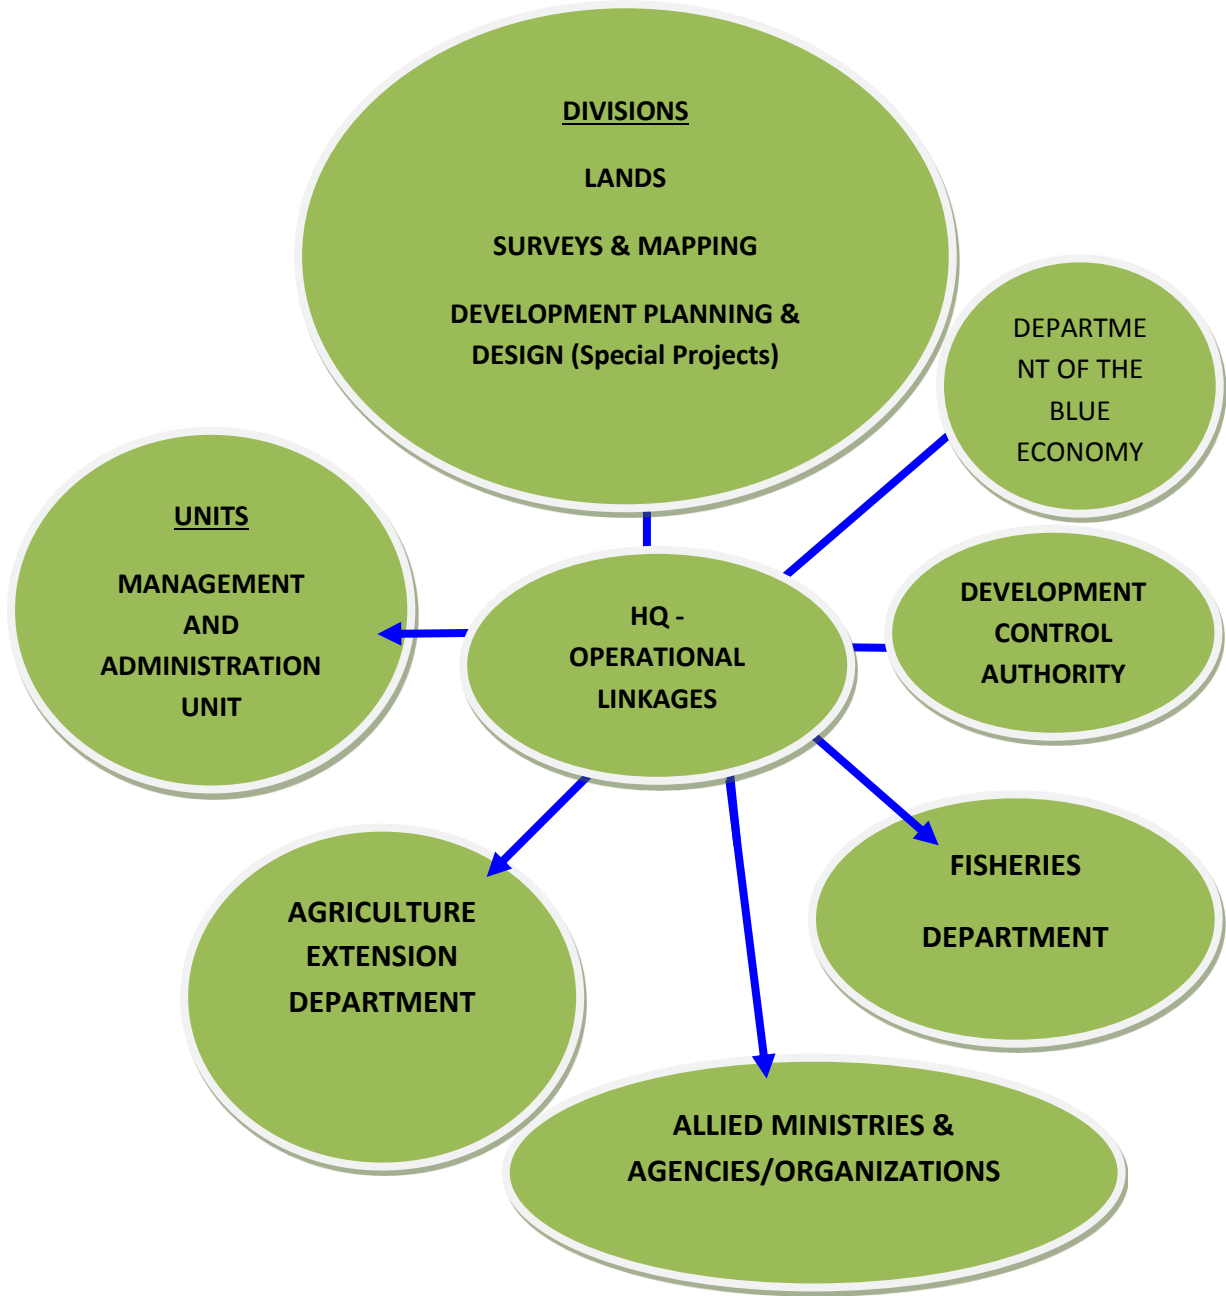 DIVISIONS
LANDS
SURVEYS & MAPPING
DEVELOPMENT PLANNING &
DESIGN (Special Projects)
DEPARTME
NT OF THE
BLUE
ECONOMY
UNITS
MANAGEMENT
AND
ADMINISTRATION
UNIT
HQ -
OPERATIONAL
LINKAGES
DEVELOPMENT
CONTROL
AUTHORITY
FISHERIES
DEPARTMENT
AGRICULTURE
EXTENSION
DEPARTMENT
ALLIED MINISTRIES &
AGENCIES/ORGANIZATIONS